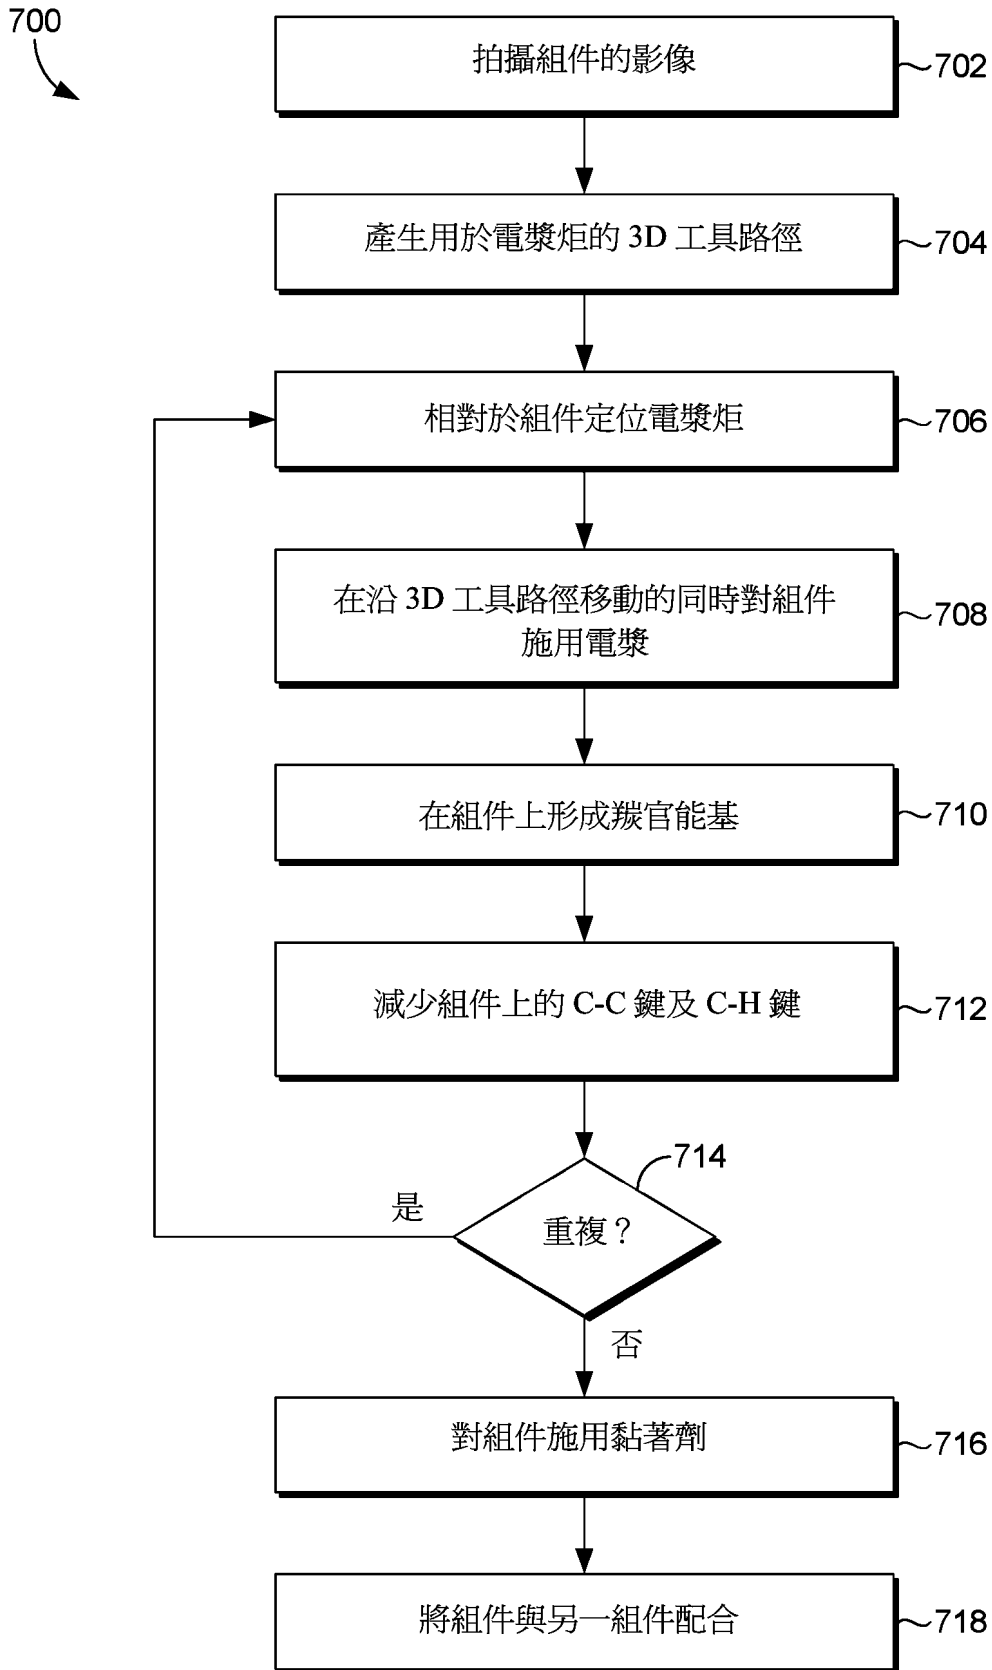 700
拍攝組件的影像
702
產生用於電漿炬的 3D 工具路徑
704
相對於組件定位電漿炬
706
在沿 3D 工具路徑移動的同時對組件
施用電漿
708
在組件上形成羰官能基
710
減少組件上的 C-C 鍵及 C-H 鍵
712
714
是
重複？
否
對組件施用黏著劑
716
將組件與另一組件配合
718